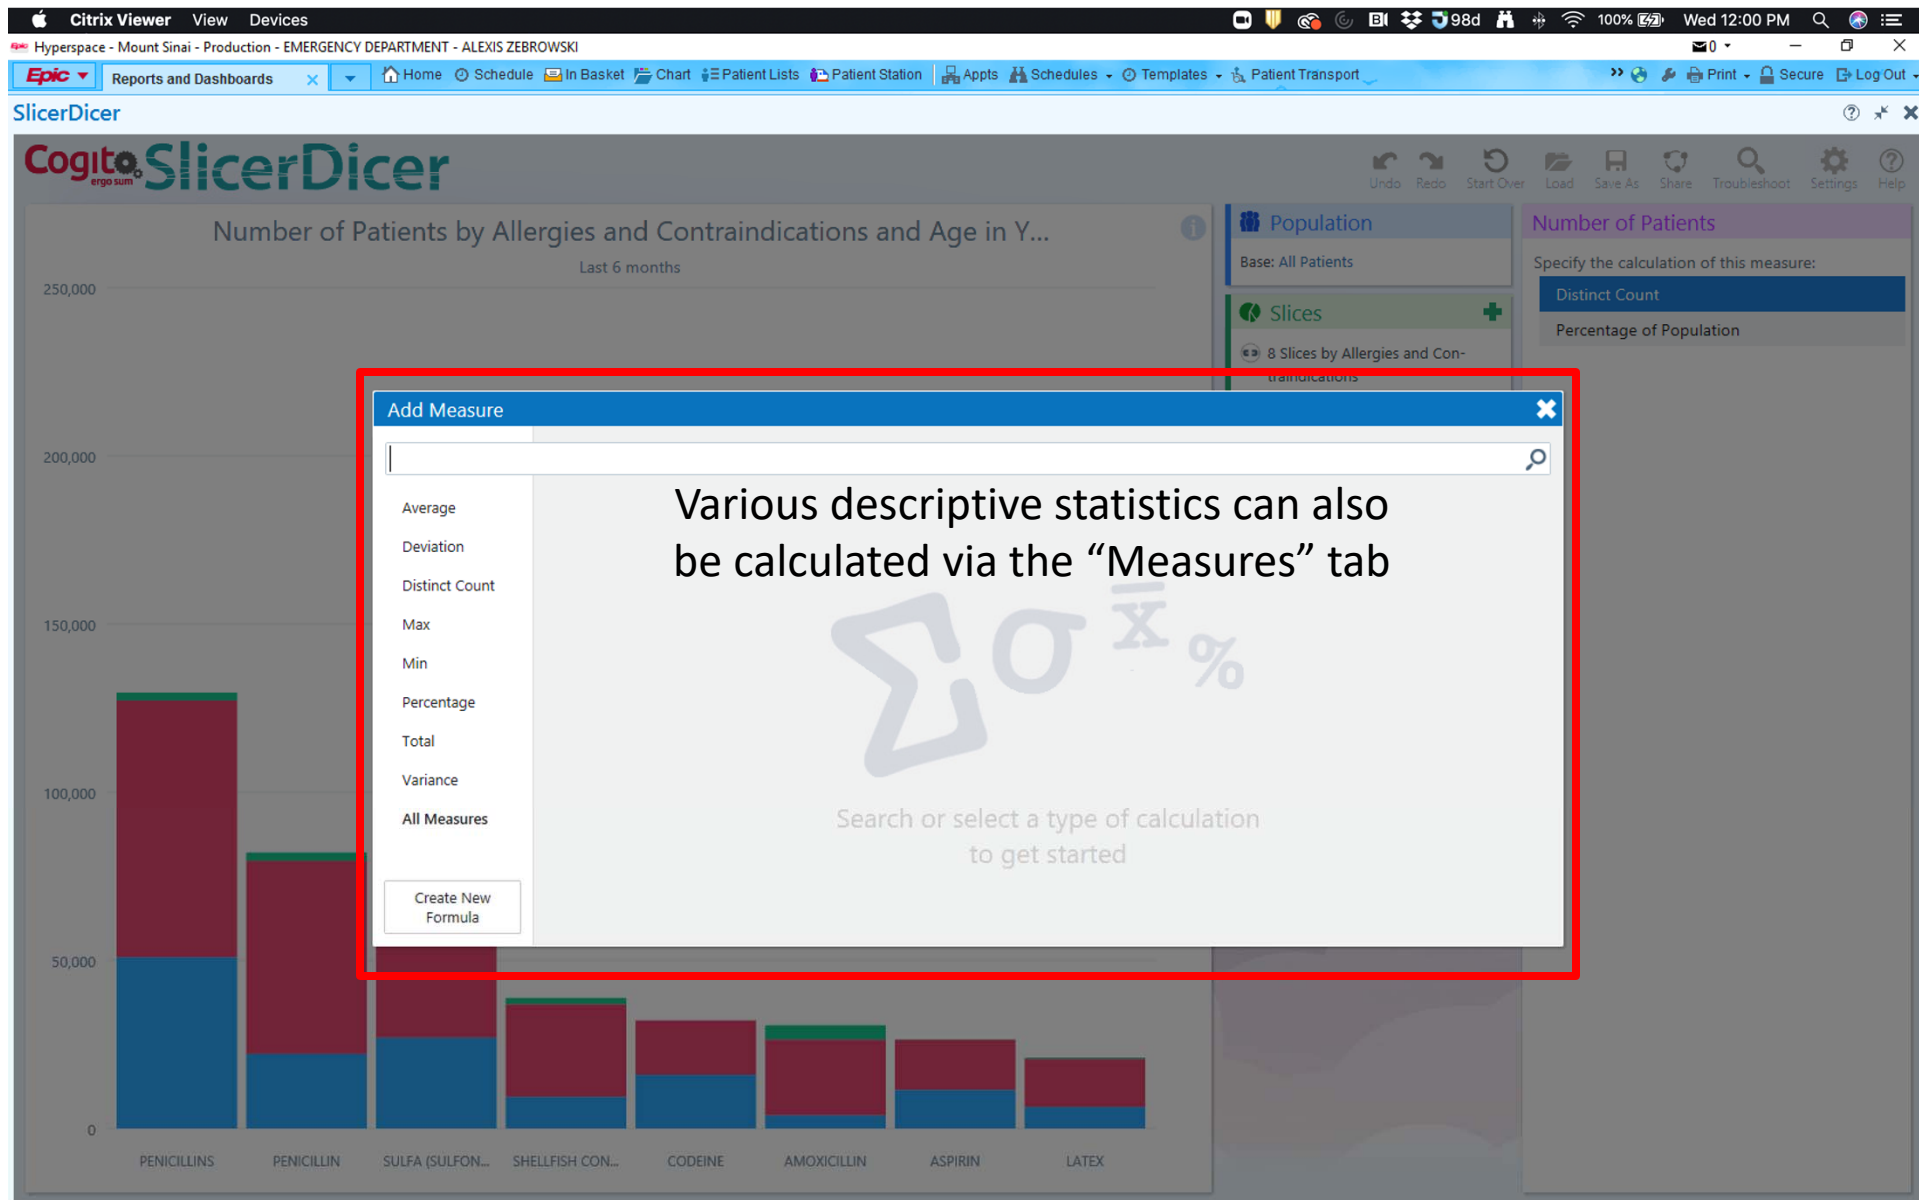 Citrix Viewer View Devices 98d 100% Wed 12:00 PM
Hyperspace - Mount Sinai - Production - EMERGENCY DEPARTMENT - ALEXIS ZEBROWSKI 0
Epic Reports and Dashboards Home Schedule In Basket Chart Patient Lists Patient Station Appts Schedules Templates Patient Transport Print Secure Log Out
SlicerDicer
Cogito ergo sum SlicerDicer
Undo Redo Start Over Load Save As Share Troubleshoot Settings Help
Number of Patients by Allergies and Contraindications and Age in Y...
Last 6 months
250,000
200,000
150,000
100,000
50,000
0
PENICILLINS PENICILLIN SULFA (SULFON... SHELLFISH CON... CODEINE AMOXICILLIN ASPIRIN LATEX
Population
Base: All Patients
Slices
8 Slices by Allergies and Con-
traindications
Number of Patients
Specify the calculation of this measure:
Distinct Count
Percentage of Population
Add Measure
Average
Deviation
Distinct Count
Max
Min
Percentage
Total
Variance
All Measures
Create New
Formula
Various descriptive statistics can also
be calculated via the “Measures” tab
Σ σ x̿ %
Search or select a type of calculation
to get started